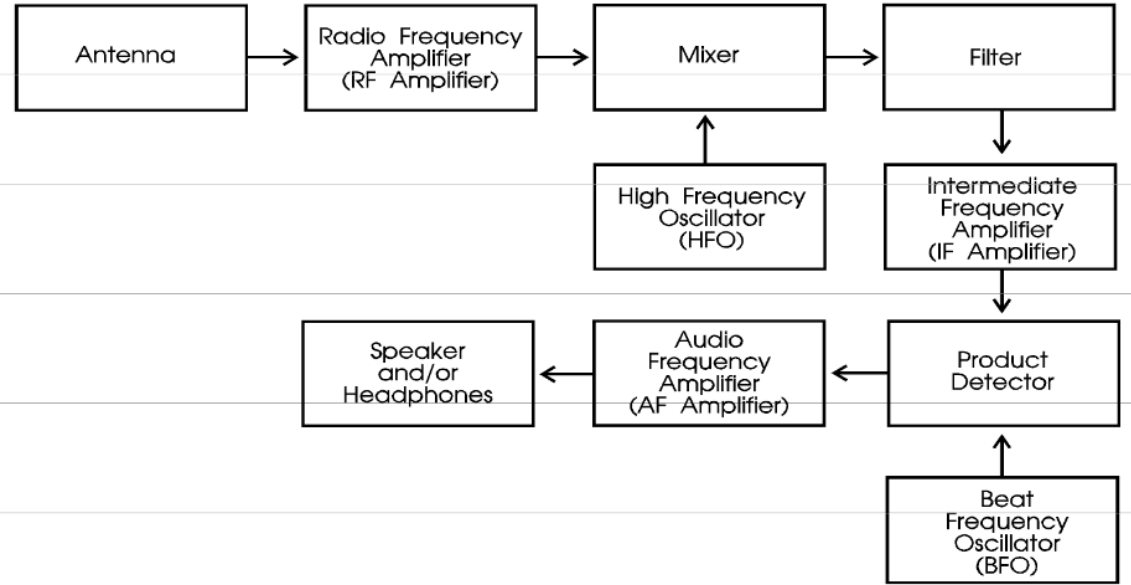 Antenna
Radio Frequency
Amplifier
(RF Amplifier)
Mixer
Filter
High Frequency
Oscillator
(HFO)
Intermediate
Frequency
Amplifier
(IF Amplifier)
Speaker
and/or
Headphones
Audio
Frequency
Amplifier
(AF Amplifier)
Product
Detector
Beat
Frequency
Oscillator
(BFO)